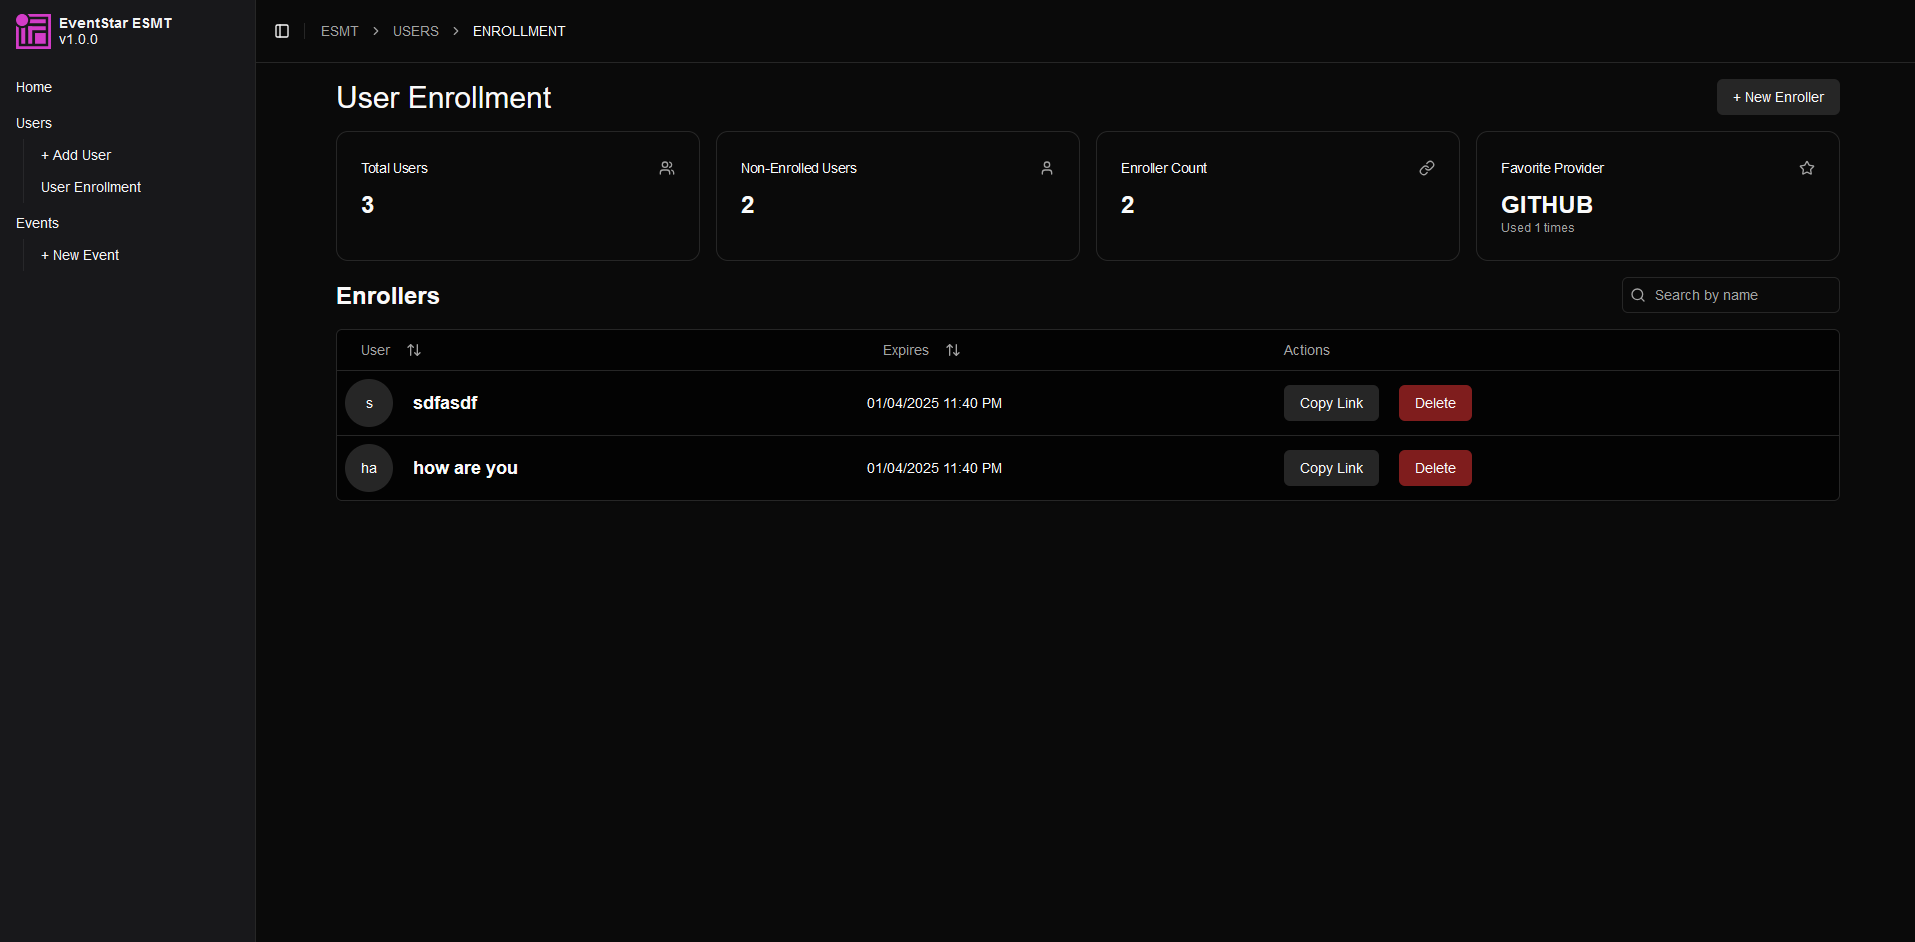 EventStar ESMT
v1.0.0
Home
Users
+ Add User
User Enrollment
Events
+ New Event
ESMT > USERS > ENROLLMENT
User Enrollment
+ New Enroller
Total Users
3
Non-Enrolled Users
2
Enroller Count
2
Favorite Provider
GITHUB
Used 1 times
Enrollers
Search by name
User Expires Actions
s sdfasdf 01/04/2025 11:40 PM Copy Link Delete
ha how are you 01/04/2025 11:40 PM Copy Link Delete